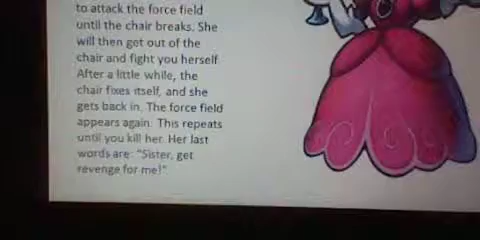 to attack the force field
until the chair breaks. She
will then get out of the
chair and fight you herself.
After a little while, the
chair fixes itself, and she
gets back in. The force field
appears again. This repeats
until you kill her. Her last
words are: "Sister, get
revenge for me!"